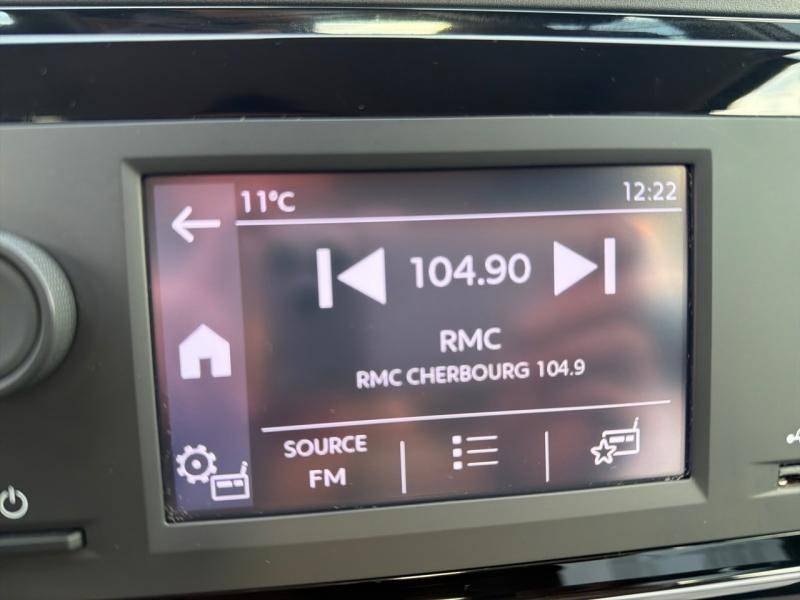 11°C
12:22
104.90
RMC
RMC CHERBOURG 104.9
SOURCE
FM